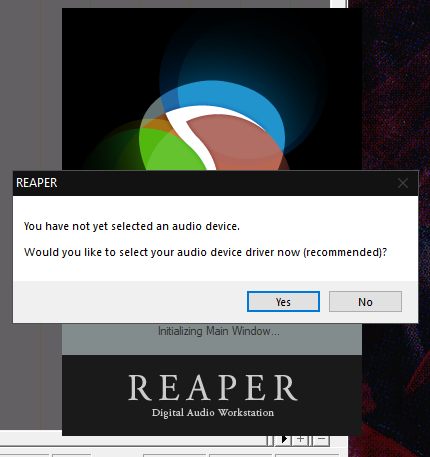 REAPER
You have not yet selected an audio device.
Would you like to select your audio device driver now (recommended)?
Yes
No
Initializing Main Window...
REAPER
Digital Audio Workstation